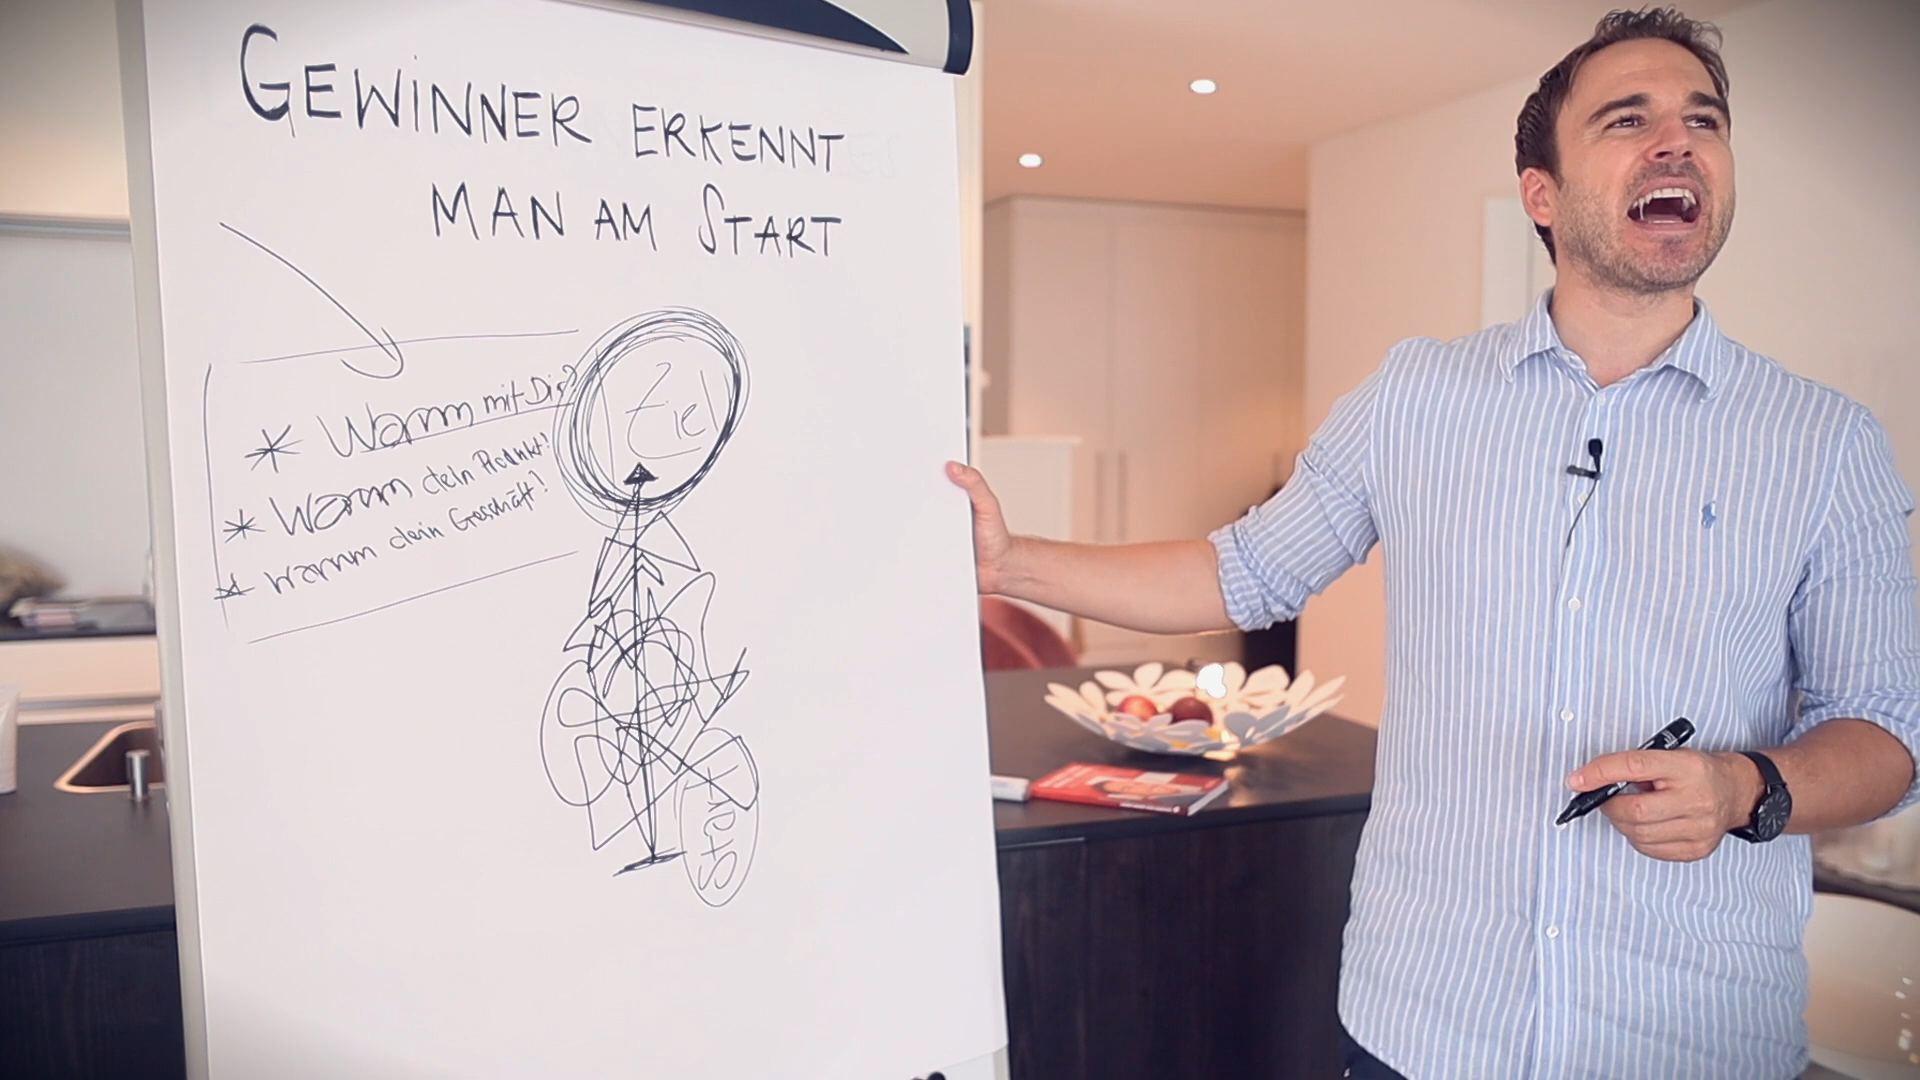 GEWINNER ERKENNT
MAN AM START
* Warum mit Dir?
* Warum dein Produkt!
* warum dein Geschäft!
Ziel
Start